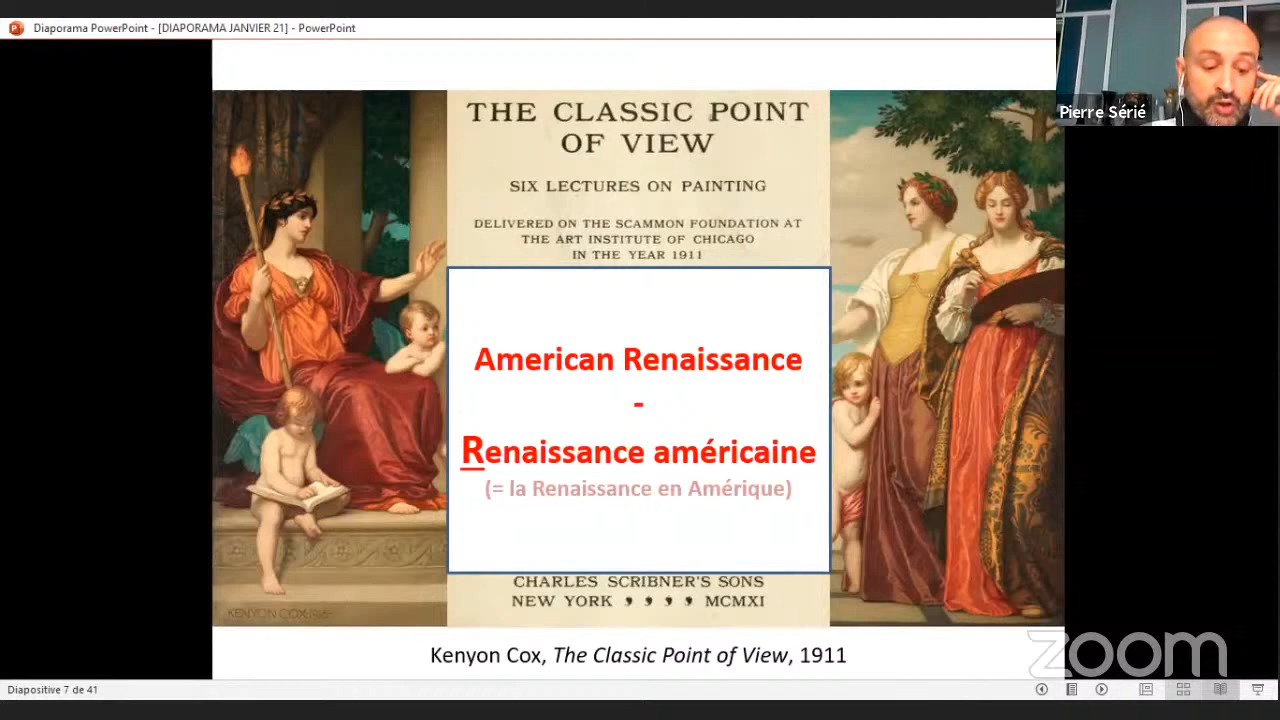 Diaporama PowerPoint - [DIAPORAMA JANVIER 21] - PowerPoint
Pierre Sérié
THE CLASSIC POINT
OF VIEW
SIX LECTURES ON PAINTING
DELIVERED ON THE SCAMMON FOUNDATION AT
THE ART INSTITUTE OF CHICAGO
IN THE YEAR 1911
American Renaissance
-
Renaissance américaine
(= la Renaissance en Amérique)
CHARLES SCRIBNER'S SONS
NEW YORK , , , , MCMXI
KENYON COX
Kenyon Cox, The Classic Point of View, 1911
zoom
Diapositive 7 de 41